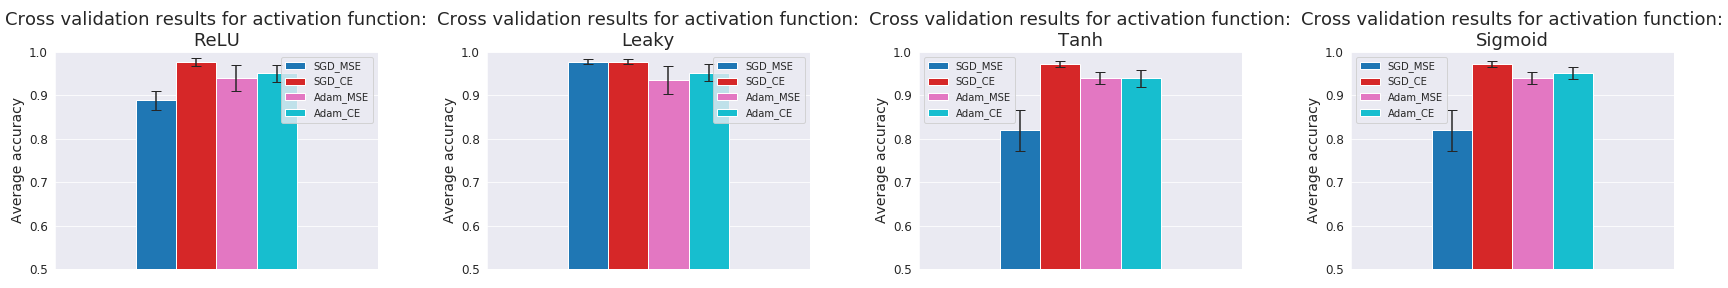 Cross validation results for activation function:
ReLU
1.0
0.9
0.8
0.7
0.6
0.5
Average accuracy
SGD_MSE
SGD_CE
Adam_MSE
Adam_CE
Cross validation results for activation function:
Leaky
1.0
0.9
0.8
0.7
0.6
0.5
Average accuracy
SGD_MSE
SGD_CE
Adam_MSE
Adam_CE
Cross validation results for activation function:
Tanh
1.0
0.9
0.8
0.7
0.6
0.5
Average accuracy
SGD_MSE
SGD_CE
Adam_MSE
Adam_CE
Cross validation results for activation function:
Sigmoid
1.0
0.9
0.8
0.7
0.6
0.5
Average accuracy
SGD_MSE
SGD_CE
Adam_MSE
Adam_CE